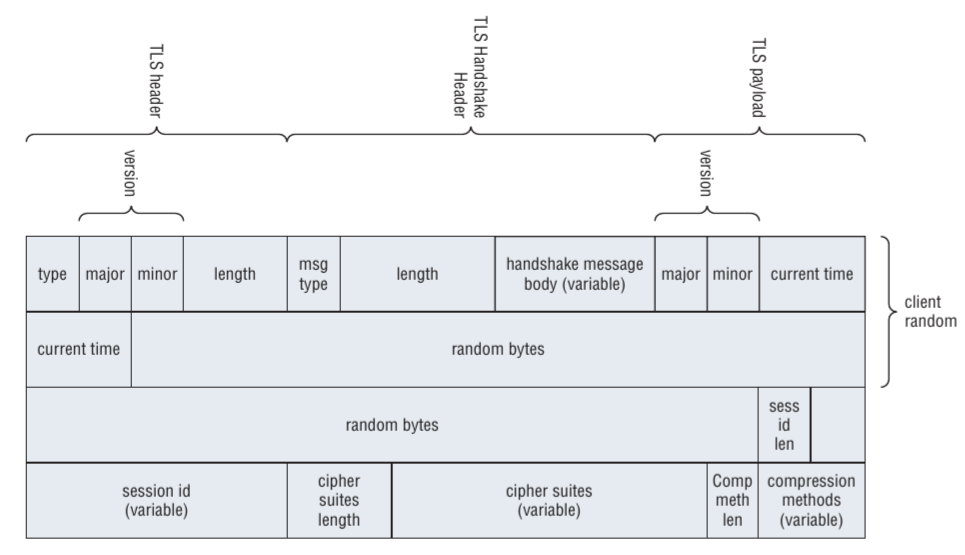 TLS header
TLS Handshake
Header
TLS payload
version
version
type
major
minor
length
msg
type
length
handshake message
body (variable)
major
minor
current time
client
random
current time
random bytes
random bytes
sess
id
len
session id
(variable)
cipher
suites
length
cipher suites
(variable)
Comp
meth
len
compression
methods
(variable)